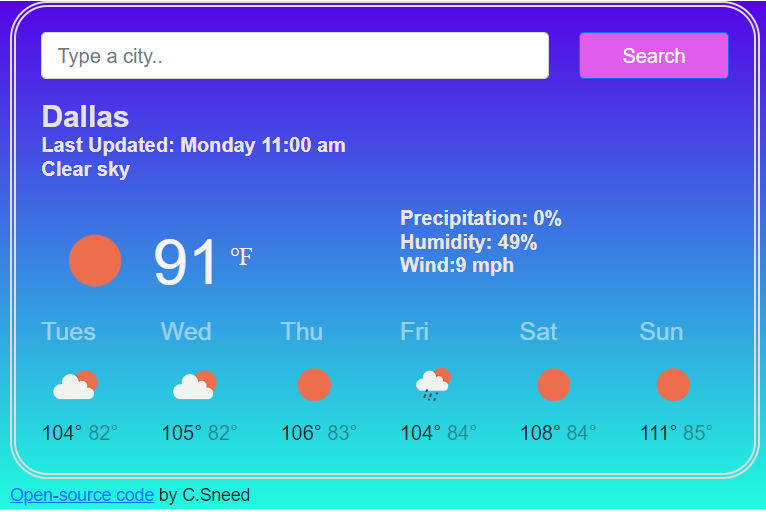 Type a city.. Search
Dallas
Last Updated: Monday 11:00 am
Clear sky
Precipitation: 0%
Humidity: 49%
Wind:9 mph
91 °F
Tues Wed Thu Fri Sat Sun
104° 82° 105° 82° 106° 83° 104° 84° 108° 84° 111° 85°
Open-source code by C.Sneed